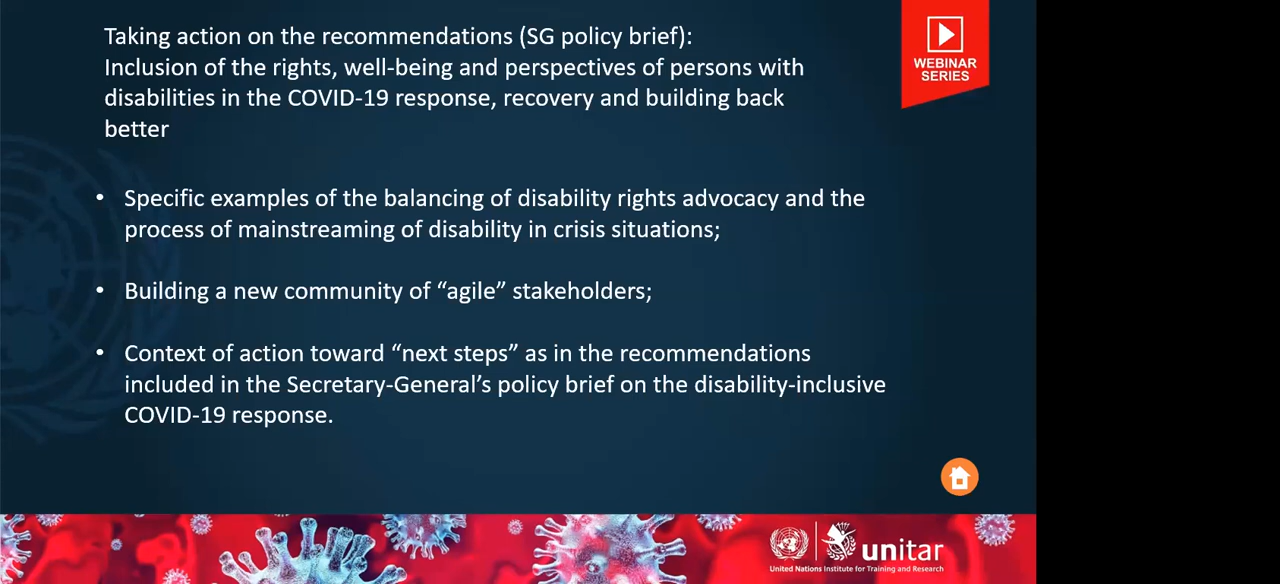 Taking action on the recommendations (SG policy brief):
Inclusion of the rights, well-being and perspectives of persons with
disabilities in the COVID-19 response, recovery and building back
better
WEBINAR
SERIES
• Specific examples of the balancing of disability rights advocacy and the
process of mainstreaming of disability in crisis situations;
• Building a new community of “agile” stakeholders;
• Context of action toward “next steps” as in the recommendations
included in the Secretary-General’s policy brief on the disability-inclusive
COVID-19 response.
unitar
United Nations Institute for Training and Research